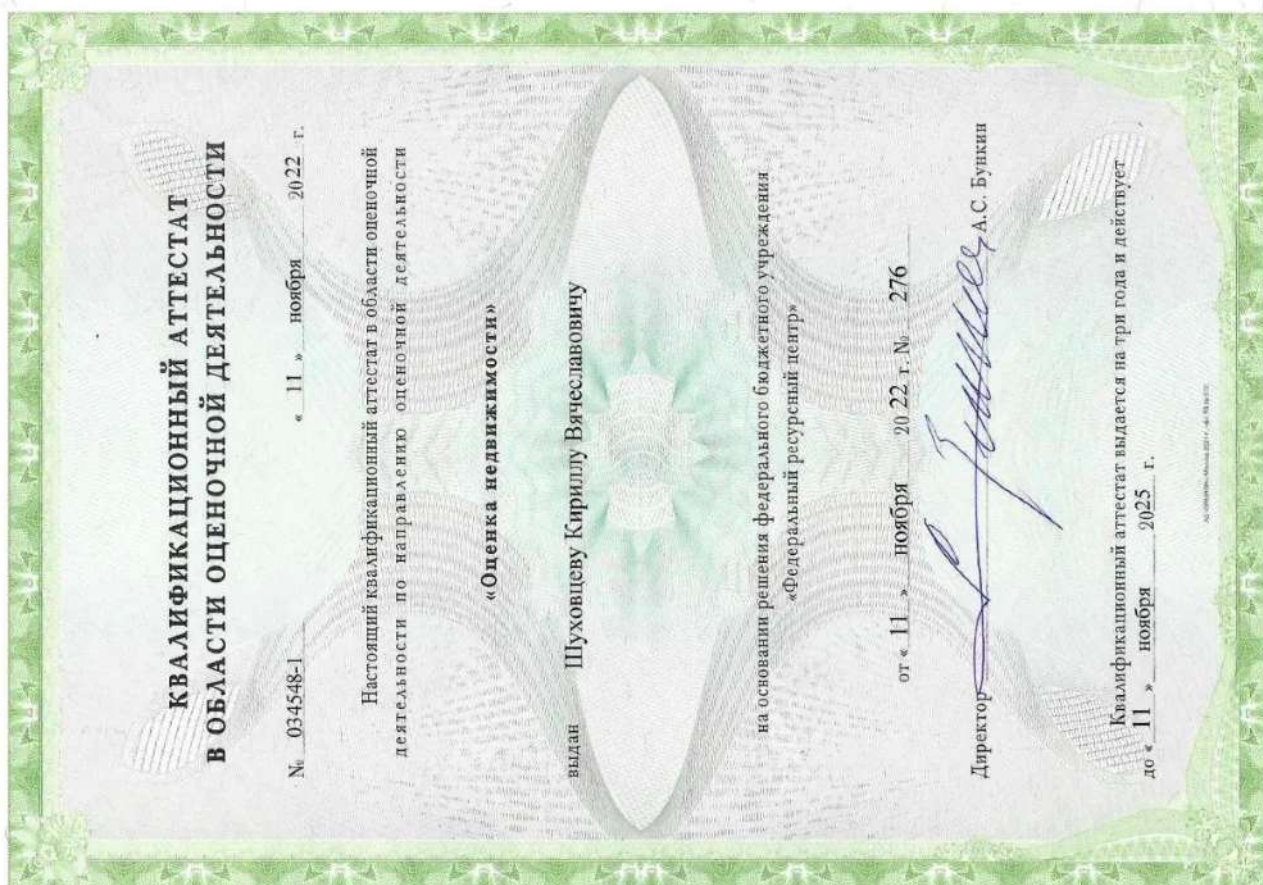 КВАЛИФИКАЦИОННЫЙ АТТЕСТАТ
В ОБЛАСТИ ОЦЕНОЧНОЙ ДЕЯТЕЛЬНОСТИ
№ 034548-1 « 11 » ноября 2022 г.
Настоящий квалификационный аттестат в области оценочной
деятельности по направлению оценочной деятельности
«Оценка недвижимости»
выдан Шуховцеву Кириллу Вячеславовичу
на основании решения федерального бюджетного учреждения
«Федеральный ресурсный центр»
от « 11 » ноября 2022 г. № 276
Директор А.С. Бункин
Квалификационный аттестат выдается на три года и действует
до « 11 » ноября 2025 г.